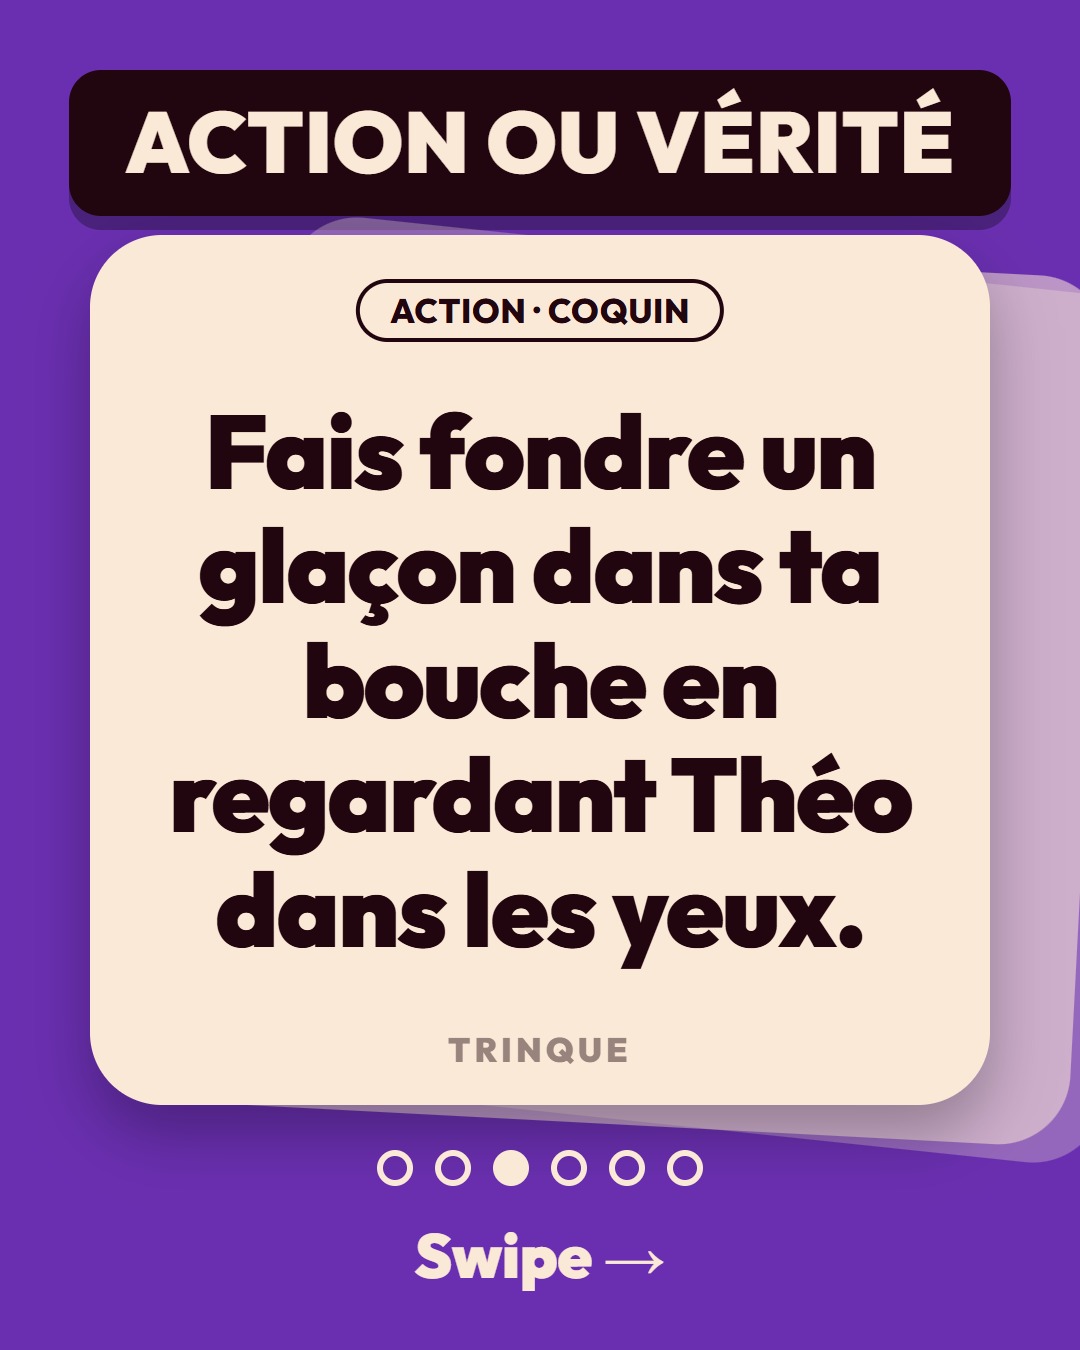 ACTION OU VÉRITÉ
ACTION · COQUIN
Fais fondre un
glaçon dans ta
bouche en
regardant Théo
dans les yeux.
TRINQUE
Swipe →